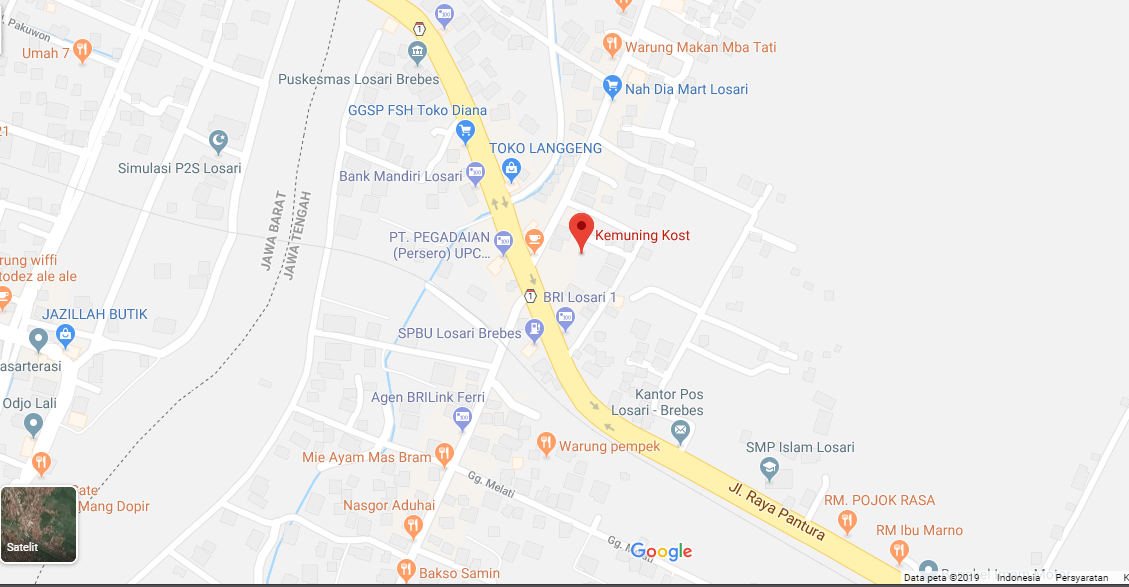 Pakuwon
Umah 7
1
Warung Makan Mba Tati
Puskesmas Losari Brebes
Nah Dia Mart Losari
GGSP FSH Toko Diana
21
TOKO LANGGENG
Simulasi P2S Losari
Bank Mandiri Losari
JAWA BARAT
JAWA TENGAH
PT. PEGADAIAN
(Persero) UPC...
Kemuning Kost
rung wiffi
todez ale ale
1
BRI Losari 1
JAZILLAH BUTIK
SPBU Losari Brebes
asarterasi
Odjo Lali
Agen BRILink Ferri
Kantor Pos
Losari - Brebes
Warung pempek
SMP Islam Losari
Mie Ayam Mas Bram
Gg. Melati
Jl. Raya Pantura
ate
Mang Dopir
Nasgor Aduhai
RM. POJOK RASA
RM Ibu Marno
Satelit
Gg.
Google
Bakso Samin
Data peta ©2019 Indonesia Persyaratan K